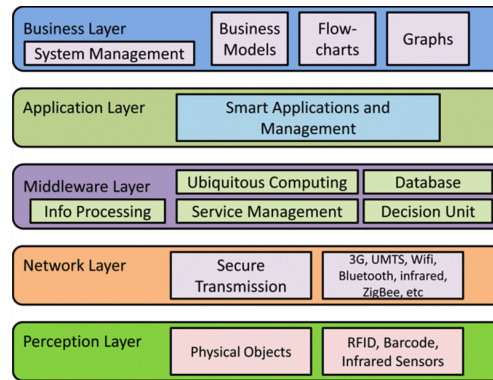 Business Layer
System Management
Business
Models
Flow-
charts
Graphs
Application Layer
Smart Applications and
Management
Middleware Layer
Ubiquitous Computing
Database
Info Processing
Service Management
Decision Unit
Network Layer
Secure
Transmission
3G, UMTS, Wifi,
Bluetooth, infrared,
ZigBee, etc
Perception Layer
Physical Objects
RFID, Barcode,
Infrared Sensors